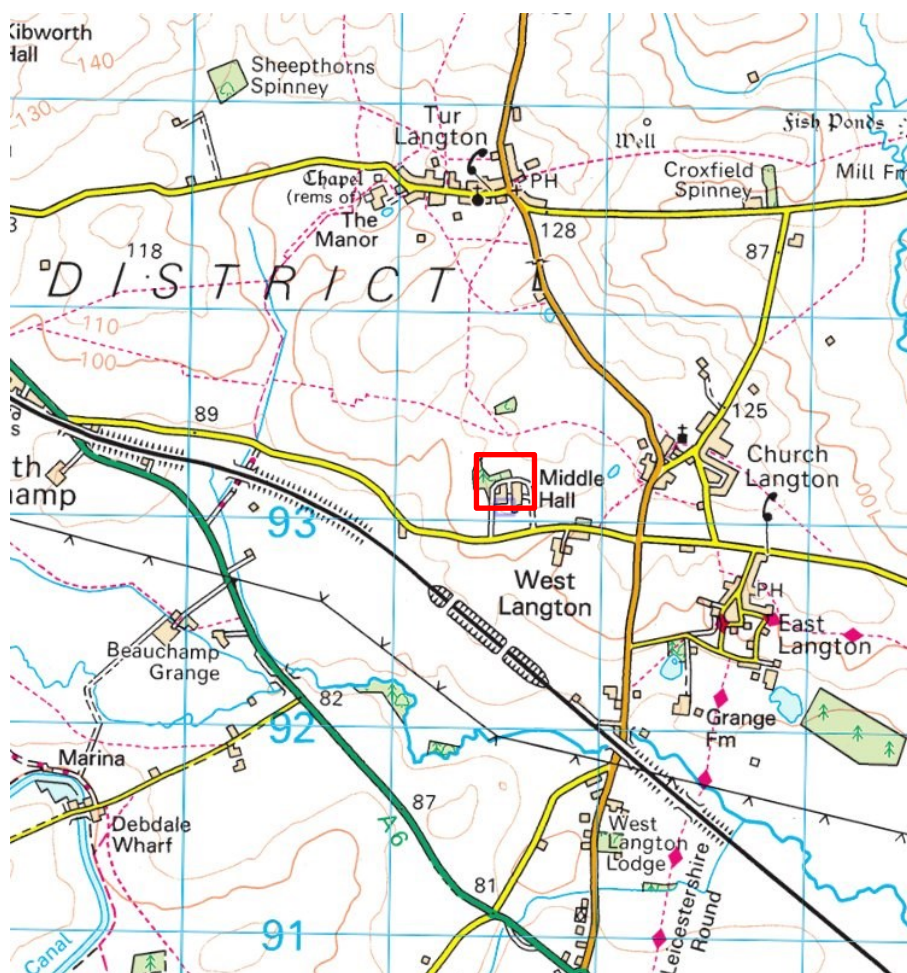 Kibworth
Hall
140
130
Sheepthorns
Spinney
Tur
Langton
Well
Fish Ponds
Croxfield
Spinney
Mill Fm
PH
Chapel
(rems of)
The
Manor
128
118
87
DISTRICT
110
100
89
125
Church
Langton
100
th
hamp
Middle
Hall
93
West
Langton
PH
East
Langton
Beauchamp
Grange
82
92
Grange
Fm
Marina
87
A6
Debdale
Wharf
West
Langton
Lodge
Leicestershire
Round
81
91
Canal